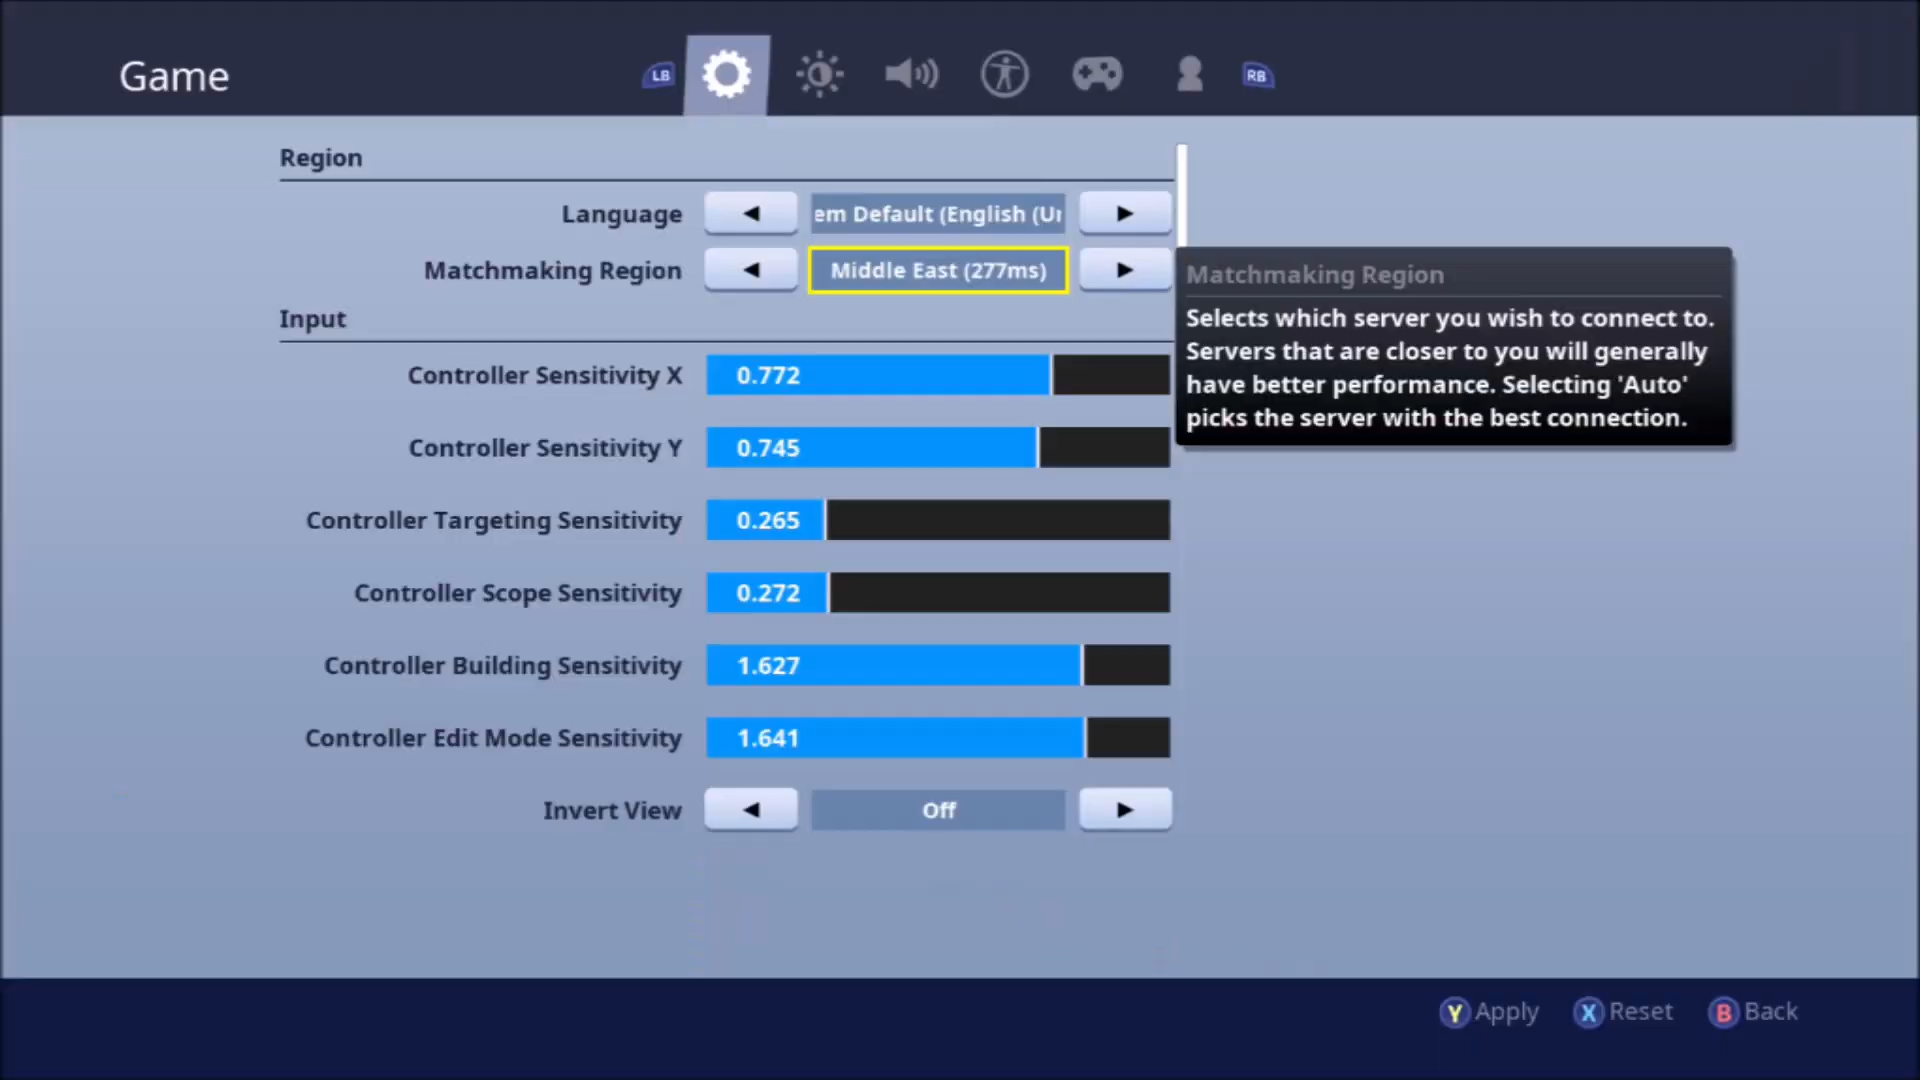 Game
LB
RB
Region
Language
em Default (English (U
Matchmaking Region
Middle East (277ms)
Matchmaking Region
Selects which server you wish to connect to.
Servers that are closer to you will generally
have better performance. Selecting 'Auto'
picks the server with the best connection.
Input
Controller Sensitivity X
0.772
Controller Sensitivity Y
0.745
Controller Targeting Sensitivity
0.265
Controller Scope Sensitivity
0.272
Controller Building Sensitivity
1.627
Controller Edit Mode Sensitivity
1.641
Invert View
Off
Y Apply
X Reset
B Back